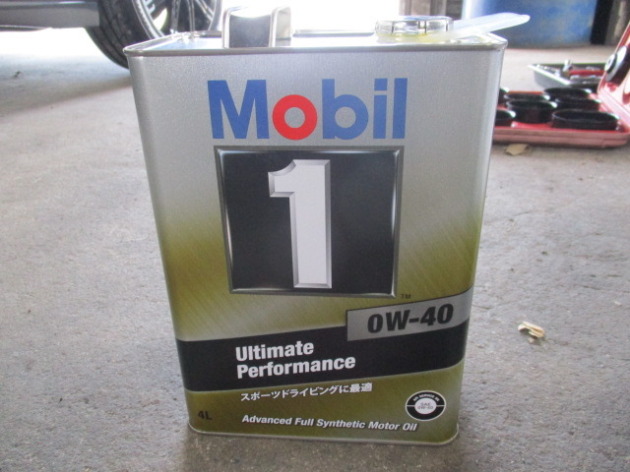 Mobil
1
TM
0W-40
Ultimate
Performance
スポーツドライビングに最適
4L
Advanced Full Synthetic Motor Oil